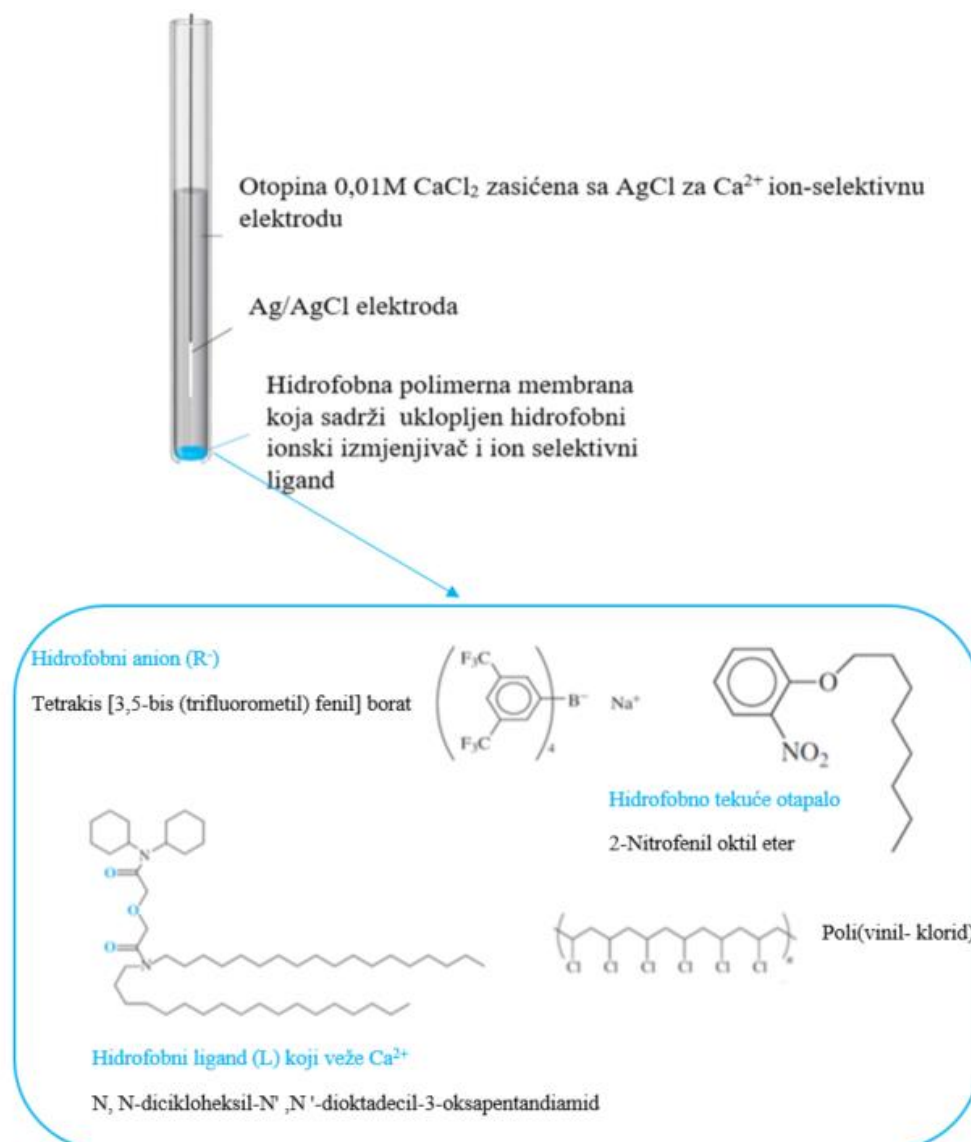 Otopina 0,01M CaCl₂ zasićena sa AgCl za Ca²⁺ ion-selektivnu
elektrodu
Ag/AgCl elektroda
Hidrofobna polimerna membrana
koja sadrži uklopljen hidrofobni
ionski izmjenjivač i ion selektivni
ligand
Hidrofobni anion (R⁻)
Tetrakis [3,5-bis (trifluorometil) fenil] borat
F₃C
F₃C
4
B⁻ Na⁺
O
NO₂
Hidrofobno tekuće otapalo
2-Nitrofenil oktil eter
N
O
O
O
N
Cl Cl Cl Cl Cl Cl
n
Poli(vinil- klorid)
Hidrofobni ligand (L) koji veže Ca²⁺
N, N-dicikloheksil-N' ,N '-dioktadecil-3-oksapentandiamid